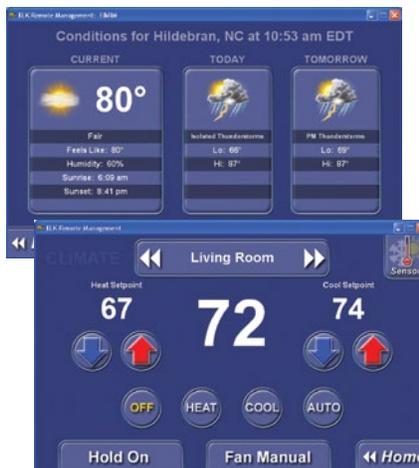 ELK Remote Management:
Conditions for Hildebran, NC at 10:53 am EDT
CURRENT
80°
Fair
Feels Like: 80°
Humidity: 60%
Sunrise: 6:09 am
Sunset: 8:41 pm
TODAY
Isolated Thunderstorms
Lo: 66°
Hi: 87°
TOMORROW
PM Thunderstorms
Lo: 69°
Hi: 87°
ELK Remote Management
CLIMATE
Living Room
Sensor
Heat Setpoint
67
72
Cool Setpoint
74
OFF HEAT COOL AUTO
Hold On Fan Manual Home